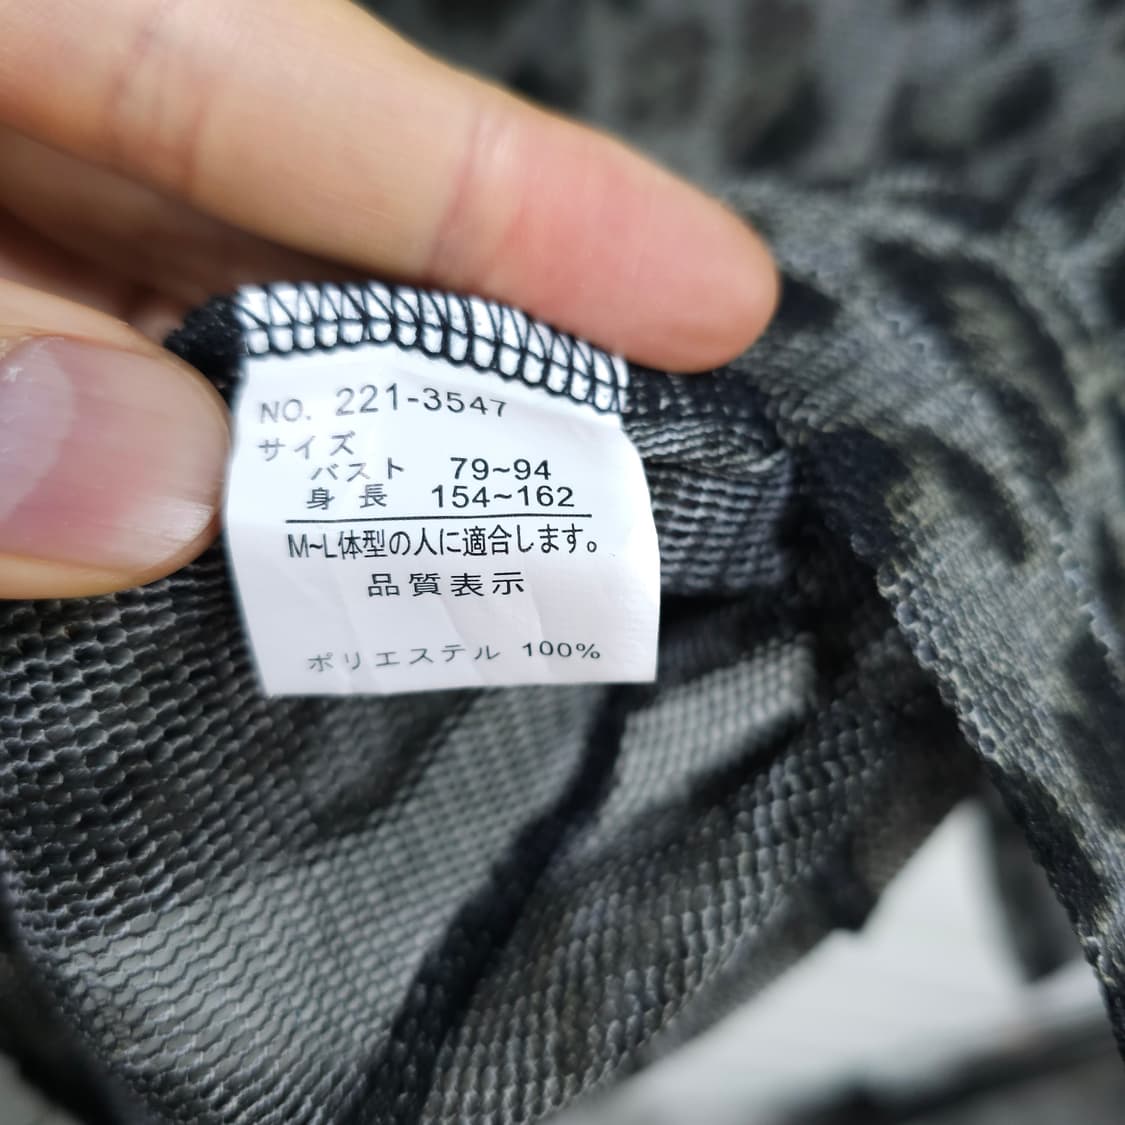 NO. 221-3547
サイズ
バスト 79~94
身長 154~162
M~L体型の人に適合します。
品質表示
ポリエステル 100%